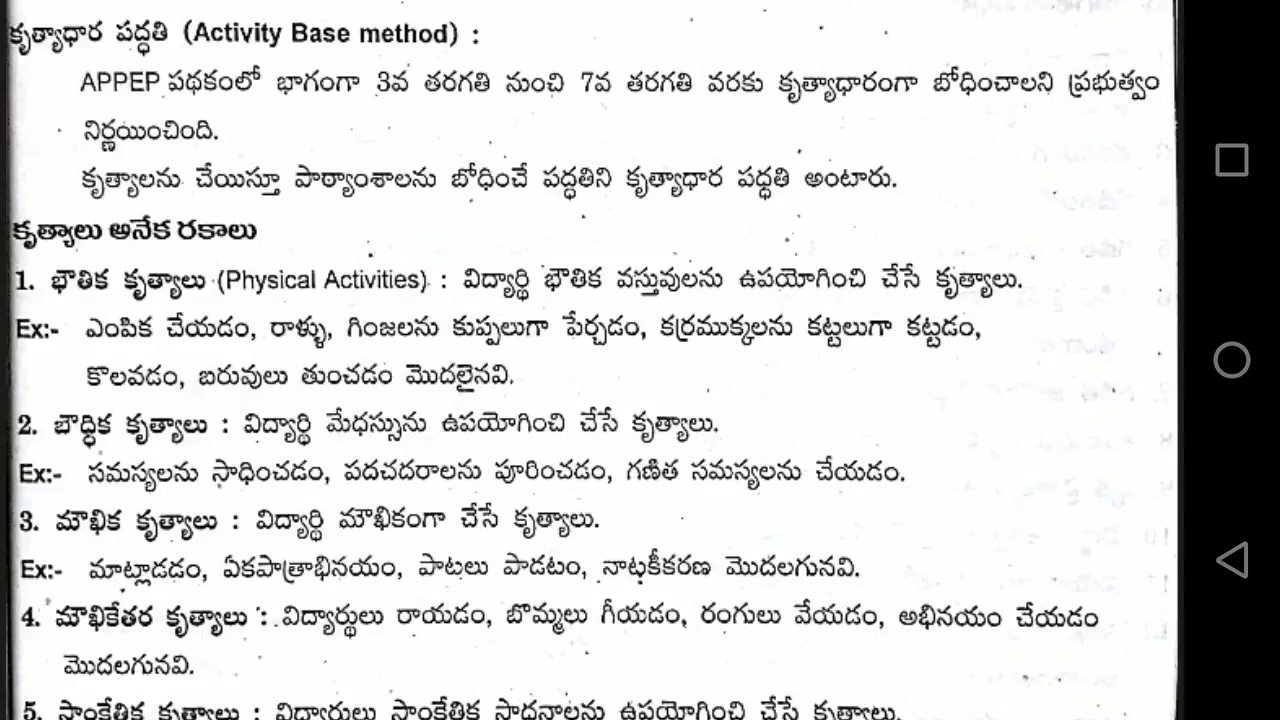 కృత్యాధార పద్ధతి (Activity Base method) :
APPEP పథకంలో భాగంగా 3వ తరగతి నుంచి 7వ తరగతి వరకు కృత్యాధారంగా బోధించాలని ప్రభుత్వం
నిర్ణయించింది.
కృత్యాలను చేయిస్తూ పాఠ్యాంశాలను బోధించే పద్ధతిని కృత్యాధార పద్ధతి అంటారు.
కృత్యాలు అనేక రకాలు
1. భౌతిక కృత్యాలు (Physical Activities) : విద్యార్థి భౌతిక వస్తువులను ఉపయోగించి చేసే కృత్యాలు.
Ex:- ఎంపిక చేయడం, రాళ్ళు, గింజలను కుప్పలుగా పేర్చడం, కర్రముక్కలను కట్టలుగా కట్టడం,
కొలవడం, బరువులు తుంచడం మొదలైనవి.
2. బౌద్ధిక కృత్యాలు : విద్యార్థి మేధస్సును ఉపయోగించి చేసే కృత్యాలు.
Ex:- సమస్యలను సాధించడం, పదచదరాలను పూరించడం, గణిత సమస్యలను చేయడం.
3. మౌఖిక కృత్యాలు : విద్యార్థి మౌఖికంగా చేసే కృత్యాలు.
Ex:- మాట్లాడడం, ఏకపాత్రాభినయం, పాటలు పాడటం, నాటకీకరణ మొదలగునవి.
4. మౌఖికేతర కృత్యాలు : విద్యార్థులు రాయడం, బొమ్మలు గీయడం, రంగులు వేయడం, అభినయం చేయడం
మొదలగునవి.
5. సాంకేతిక కృత్యాలు : విద్యార్థులు సాంకేతిక సాధనాలను ఉపయోగించి చేసే కృత్యాలు.